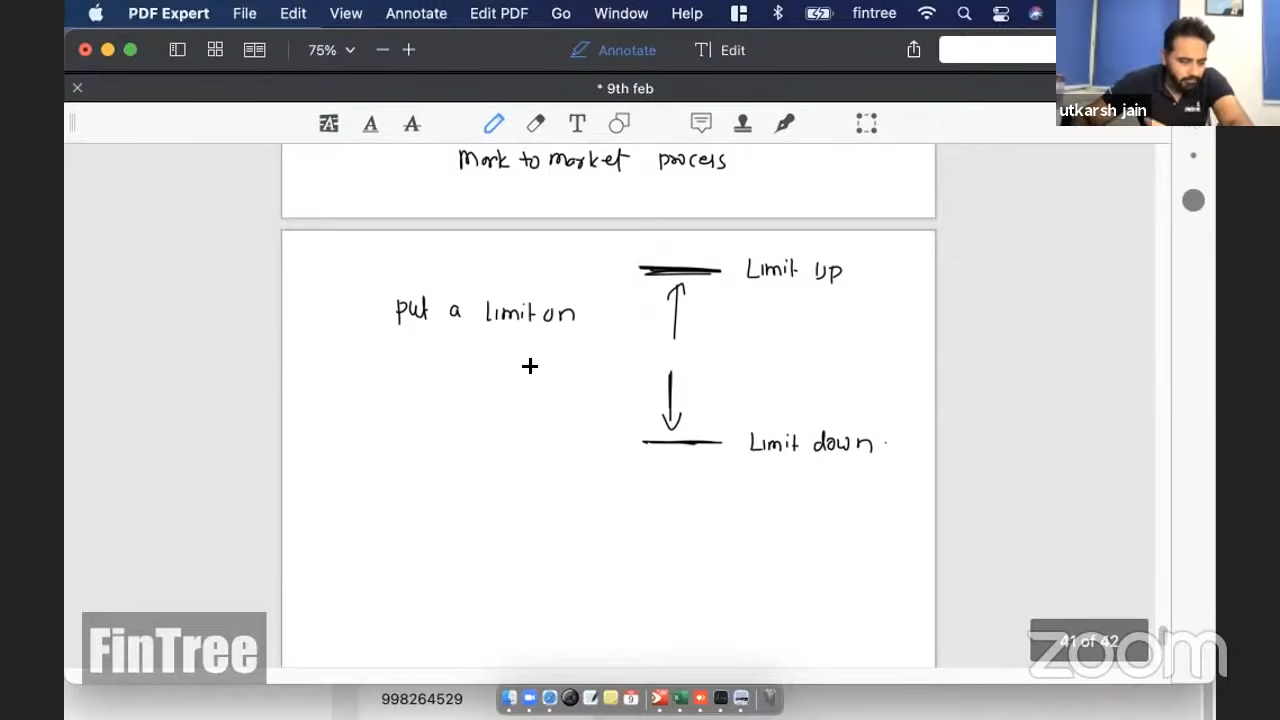 PDF Expert File Edit View Annotate Edit PDF Go Window Help fintree
75% Annotate T| Edit
utkarsh jain
* 9th feb
Mark to market process
Limit up
put a limit on
Limit down
FinTree
41 of 42
zoom
998264529